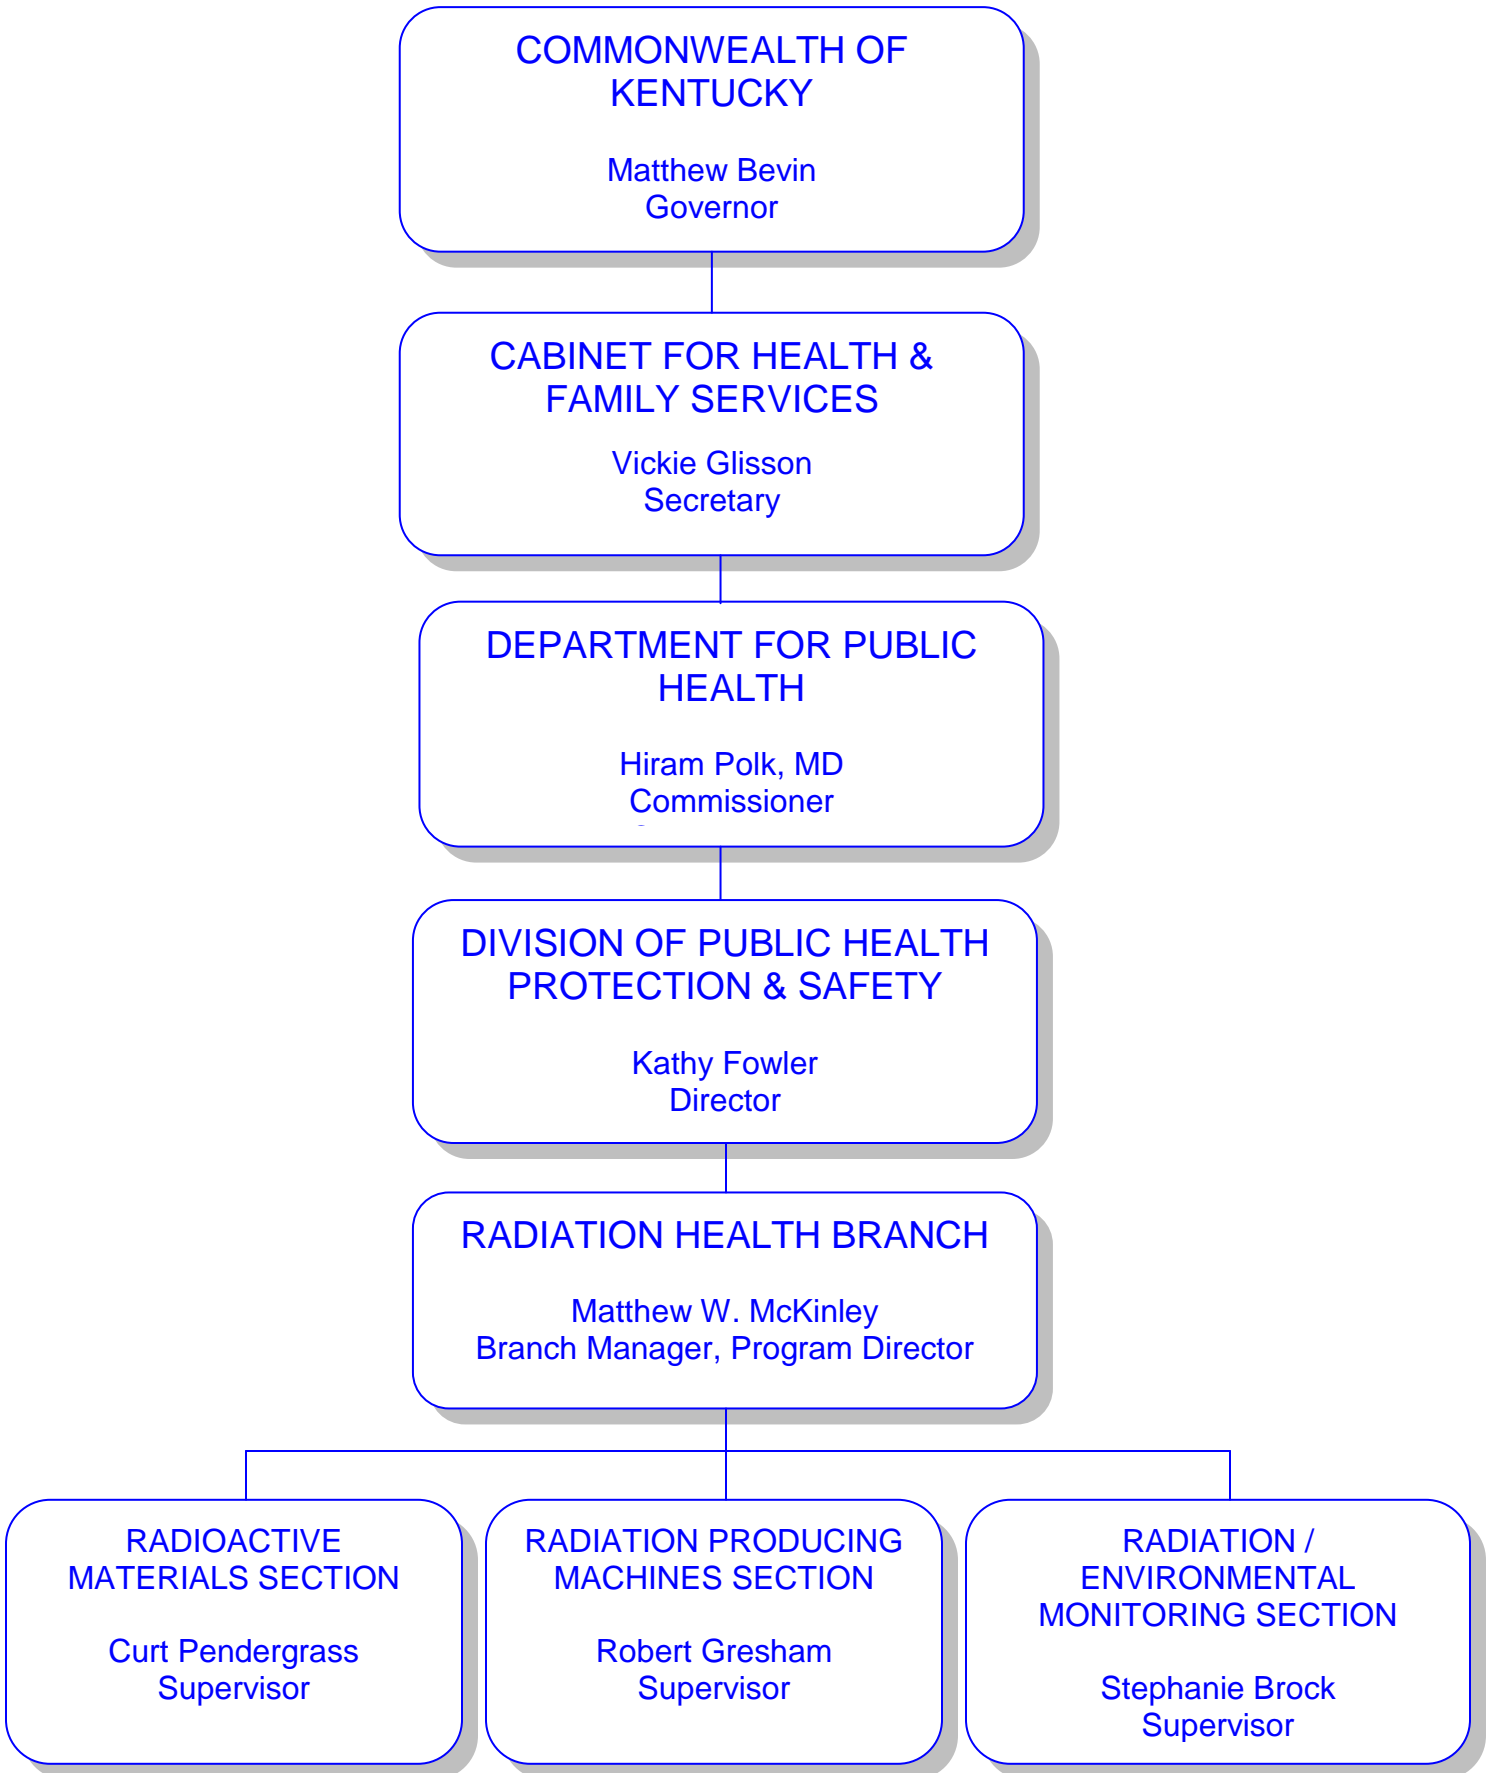 COMMONWEALTH OF
KENTUCKY
Matthew Bevin
Governor
CABINET FOR HEALTH &
FAMILY SERVICES
Vickie Glisson
Secretary
DEPARTMENT FOR PUBLIC
HEALTH
Hiram Polk, MD
Commissioner
DIVISION OF PUBLIC HEALTH
PROTECTION & SAFETY
Kathy Fowler
Director
RADIATION HEALTH BRANCH
Matthew W. McKinley
Branch Manager, Program Director
RADIOACTIVE
MATERIALS SECTION
Curt Pendergrass
Supervisor
RADIATION PRODUCING
MACHINES SECTION
Robert Gresham
Supervisor
RADIATION /
ENVIRONMENTAL
MONITORING SECTION
Stephanie Brock
Supervisor